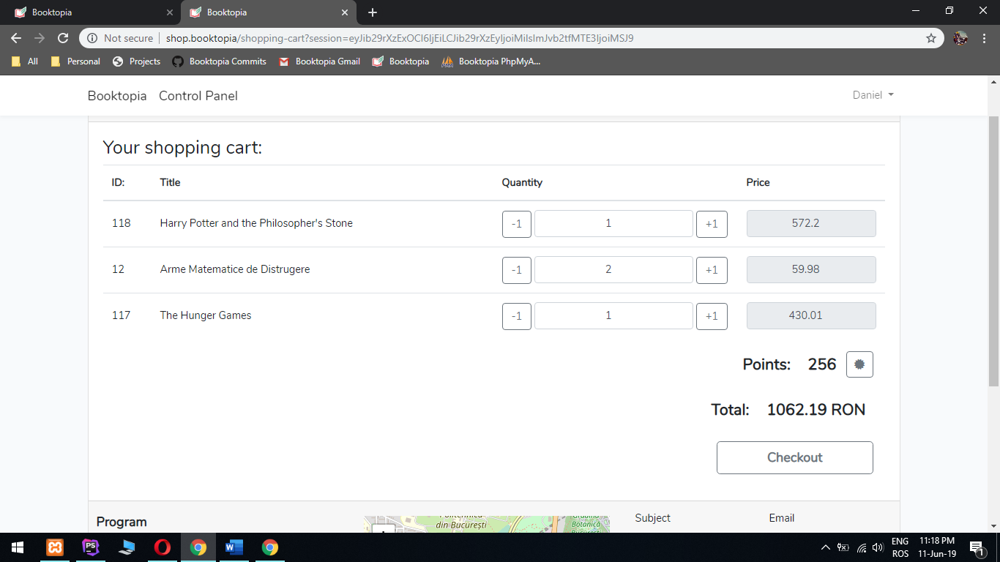 Booktopia
Booktopia
Not secure shop.booktopia/shopping-cart?session=eyJib29rXzExOCI6IjEiLCJib29rXzEyIjoiMiIsImJvb2tfMTE3IjoiMSJ9
All Personal Projects Booktopia Commits Booktopia Gmail Booktopia Booktopia PhpMyA...
Booktopia Control Panel Daniel
Your shopping cart:
ID: Title Quantity Price
118 Harry Potter and the Philosopher's Stone -1 1 +1 572.2
12 Arme Matematice de Distrugere -1 2 +1 59.98
117 The Hunger Games -1 1 +1 430.01
Points: 256
Total: 1062.19 RON
Checkout
Program
Politehnica
din București
Grădina
Botanică
București
Subject Email
PS
W
ENG
ROS
11:18 PM
11-Jun-19
1